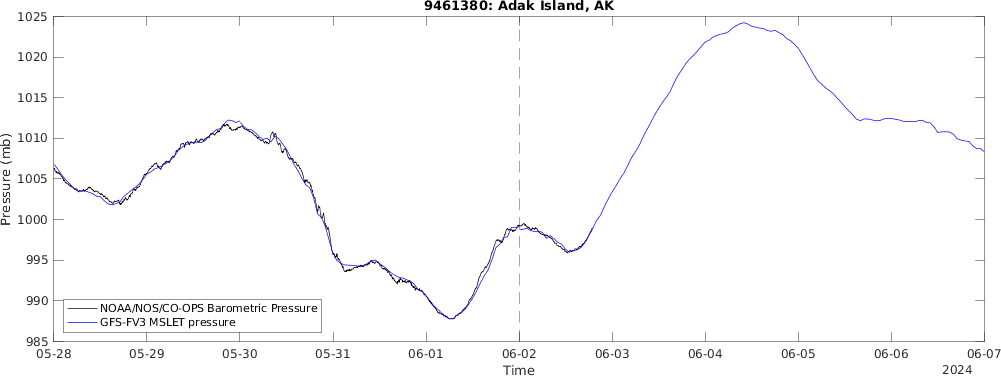 9461380: Adak Island, AK
Pressure (mb)
1025
1020
1015
1010
1005
1000
995
990
985
NOAA/NOS/CO-OPS Barometric Pressure
GFS-FV3 MSLET pressure
05-28 05-29 05-30 05-31 06-01 06-02 06-03 06-04 06-05 06-06 06-07
Time
2024